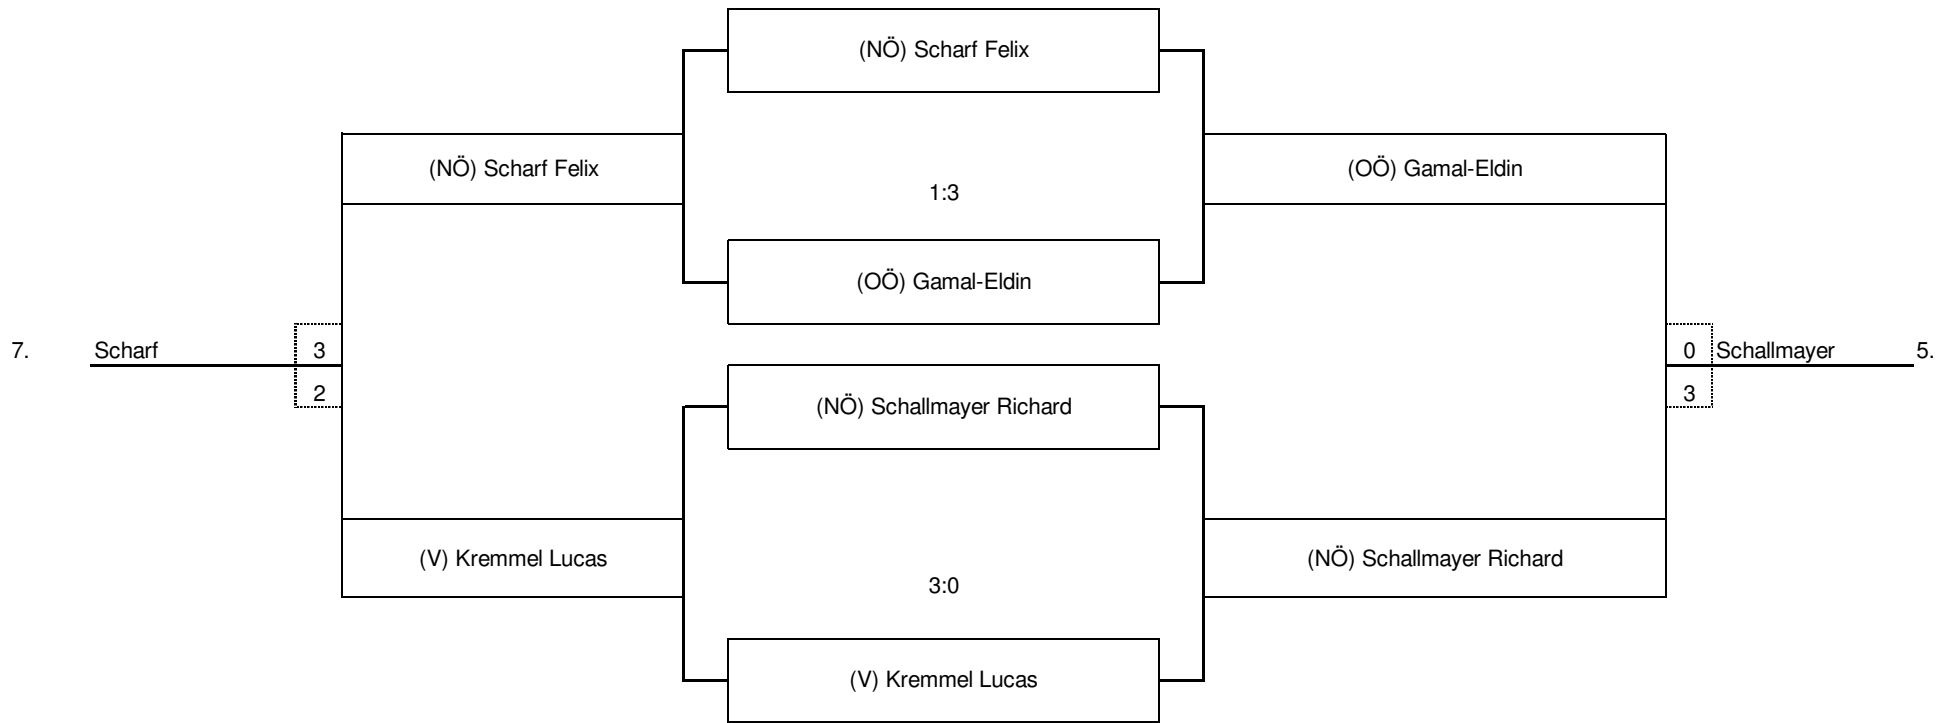 (NÖ) Scharf Felix
(NÖ) Scharf Felix
(OÖ) Gamal-Eldin
1:3
(OÖ) Gamal-Eldin
7. Scharf 3
0 Schallmayer 5.
2
3
(NÖ) Schallmayer Richard
(V) Kremmel Lucas
(NÖ) Schallmayer Richard
3:0
(V) Kremmel Lucas